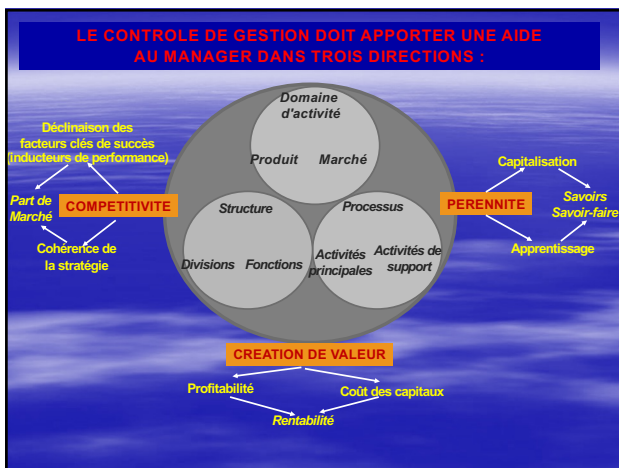 LE CONTROLE DE GESTION DOIT APPORTER UNE AIDE
AU MANAGER DANS TROIS DIRECTIONS :
Domaine
d'activité
Produit
Marché
Déclinaison des
facteurs clés de succès
(inducteurs de performance)
Part de
Marché
COMPETITIVITE
Cohérence de
la stratégie
Structure
Divisions
Fonctions
Processus
Activités
principales
Activités de
support
Capitalisation
PERENNITE
Savoirs
Savoir-faire
Apprentissage
CREATION DE VALEUR
Profitabilité
Coût des capitaux
Rentabilité